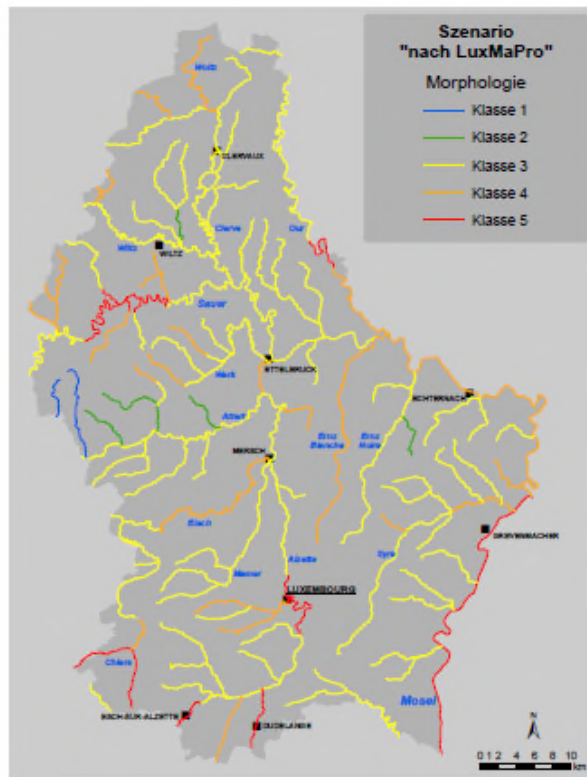 Szenario
"nach LuxMaPro"
Morphologie
Klasse 1
Klasse 2
Klasse 3
Klasse 4
Klasse 5
Woltz
CLERVAUX
Clerve
Our
Wiltz
WILTZ
Sauer
ETTELBRUCK
Wark
ECHTERNACH
Attert
Ernz
Blanche
Ernz
Noire
MERSCH
GREVENMACHER
Eisch
Mamer
Alzette
Syre
LUXEMBOURG
Chiers
Mosel
ESCH-SUR-ALZETTE
DUDELANGE
N
0 1 2 4 6 8 10
km